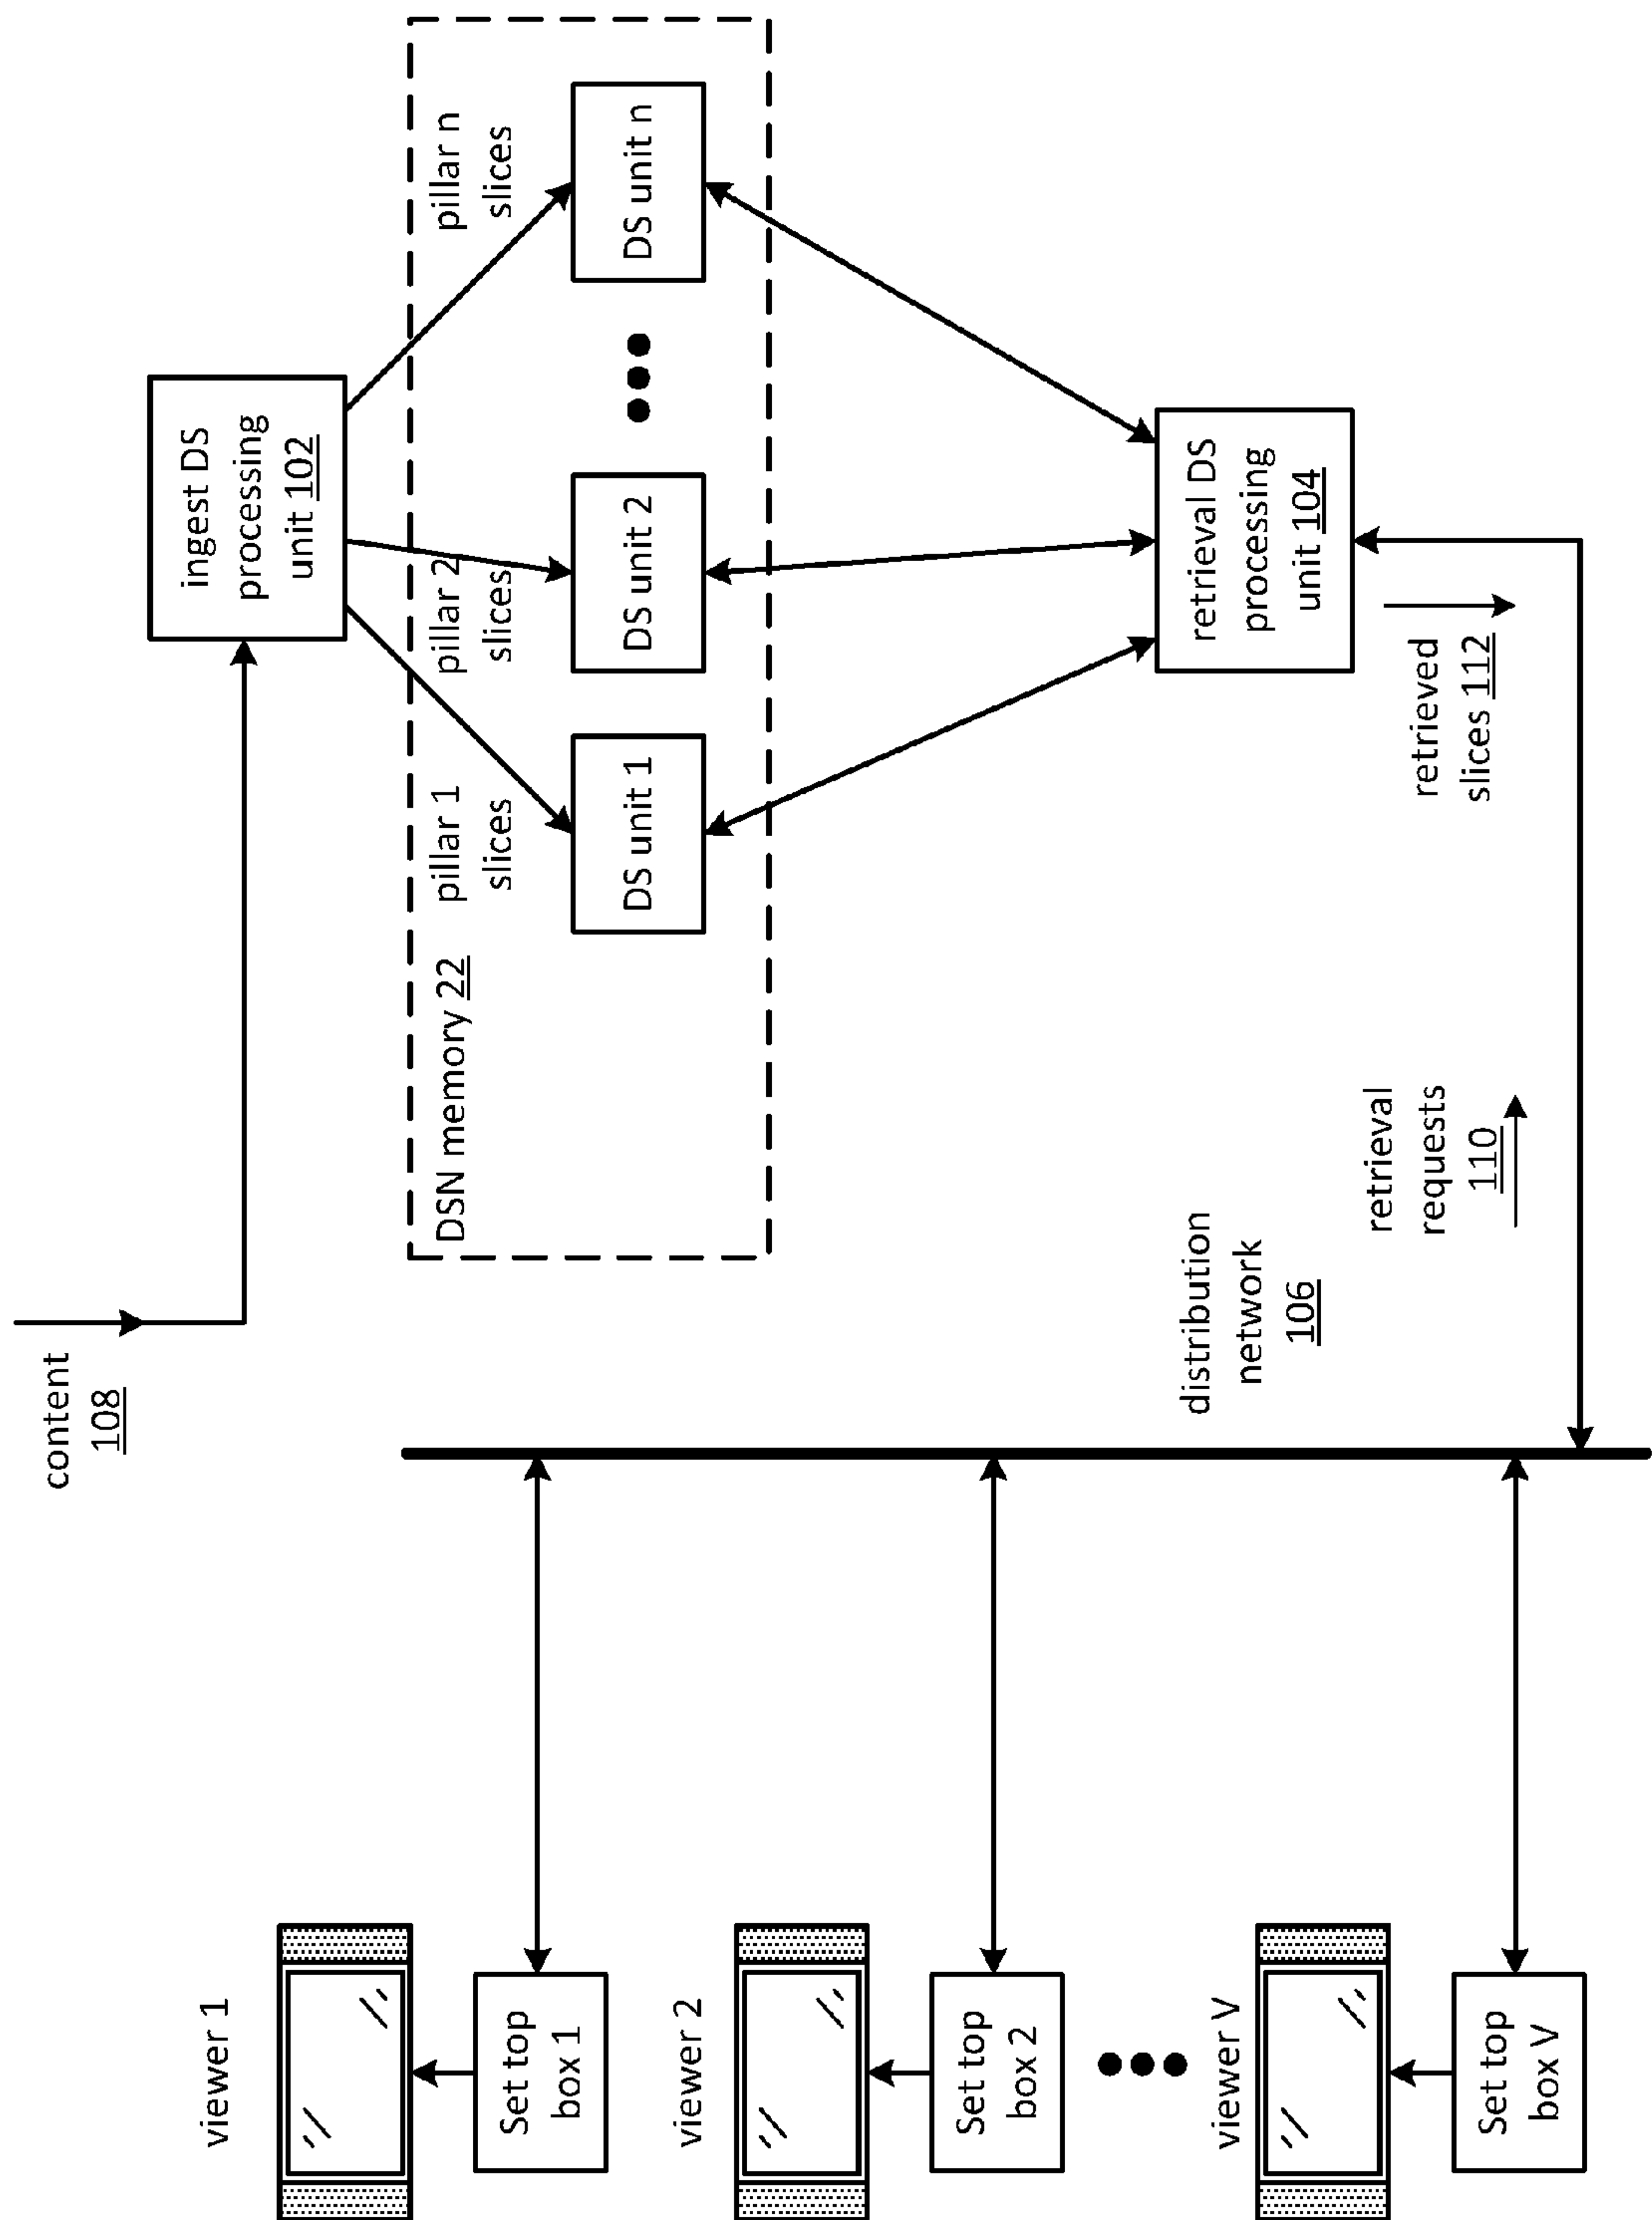 content
108
ingest DS
processing
unit 102
DSN memory 22
pillar 1
slices
pillar 2
slices
pillar n
slices
DS unit 1
DS unit 2
DS unit n
viewer 1
Set top
box 1
viewer 2
Set top
box 2
viewer V
Set top
box V
distribution
network
106
retrieval
requests
110
retrieval DS
processing
unit 104
retrieved
slices 112